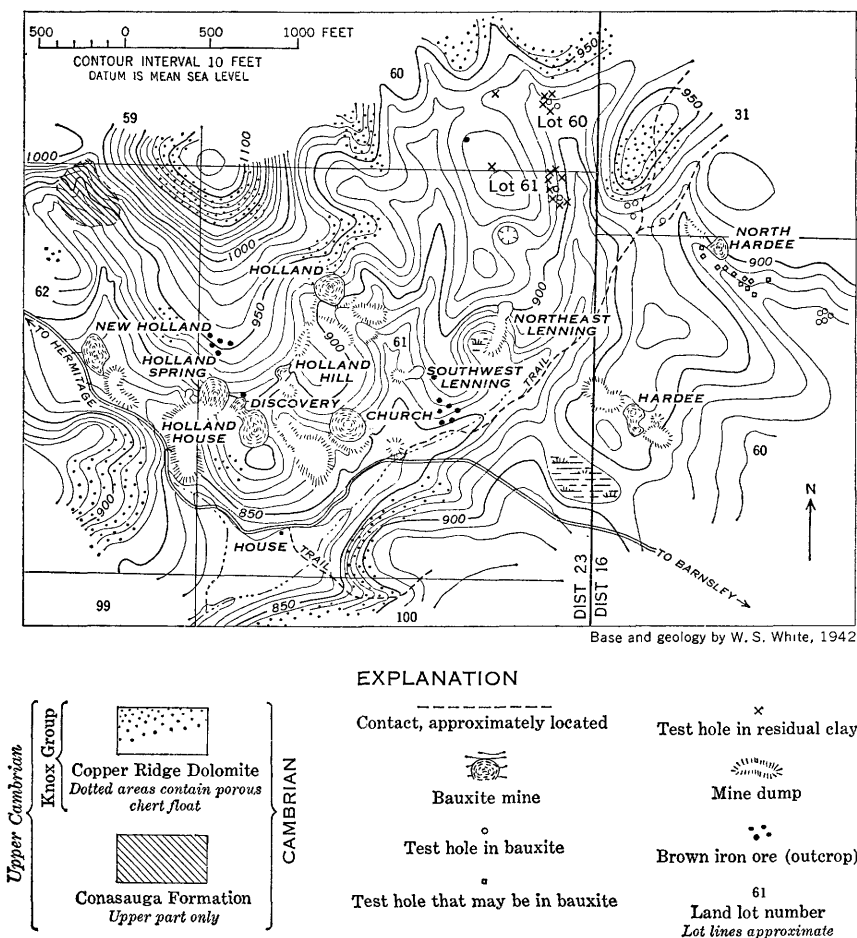 500 0 500 1000 FEET
CONTOUR INTERVAL 10 FEET
DATUM IS MEAN SEA LEVEL
60
950
59
Lot 60
950
31
1000
1100
Lot 61
1000
NORTH
HARDEE
HOLLAND
900
62
950
900
NEW HOLLAND
900
61
NORTHEAST
LENNING
TO HERMITAGE
HOLLAND
SPRING
HOLLAND
HILL
SOUTHWEST
LENNING
TRAIL
DISCOVERY
CHURCH
HARDEE
HOLLAND
HOUSE
60
900
850
900
N
HOUSE
TRAIL
TO BARNSLEY
DIST 23
DIST 16
99
850
100
Base and geology by W. S. White, 1942
EXPLANATION
Upper Cambrian
Knox Group
Copper Ridge Dolomite
Dotted areas contain porous
chert float
Conasauga Formation
Upper part only
CAMBRIAN
Contact, approximately located
Bauxite mine
Test hole in bauxite
Test hole that may be in bauxite
Test hole in residual clay
Mine dump
Brown iron ore (outcrop)
61
Land lot number
Lot lines approximate